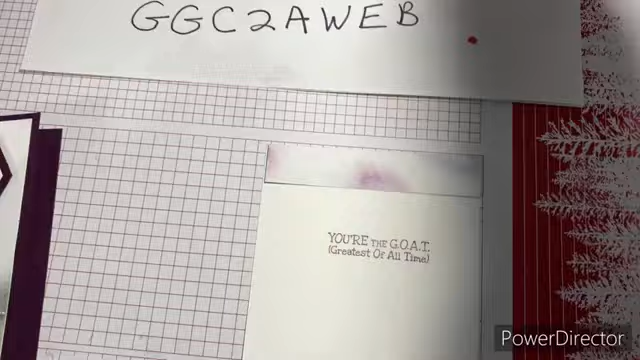 GGC2AWEB
YOU'RE THE G.O.A.T.
(Greatest Of All Time)
PowerDirector